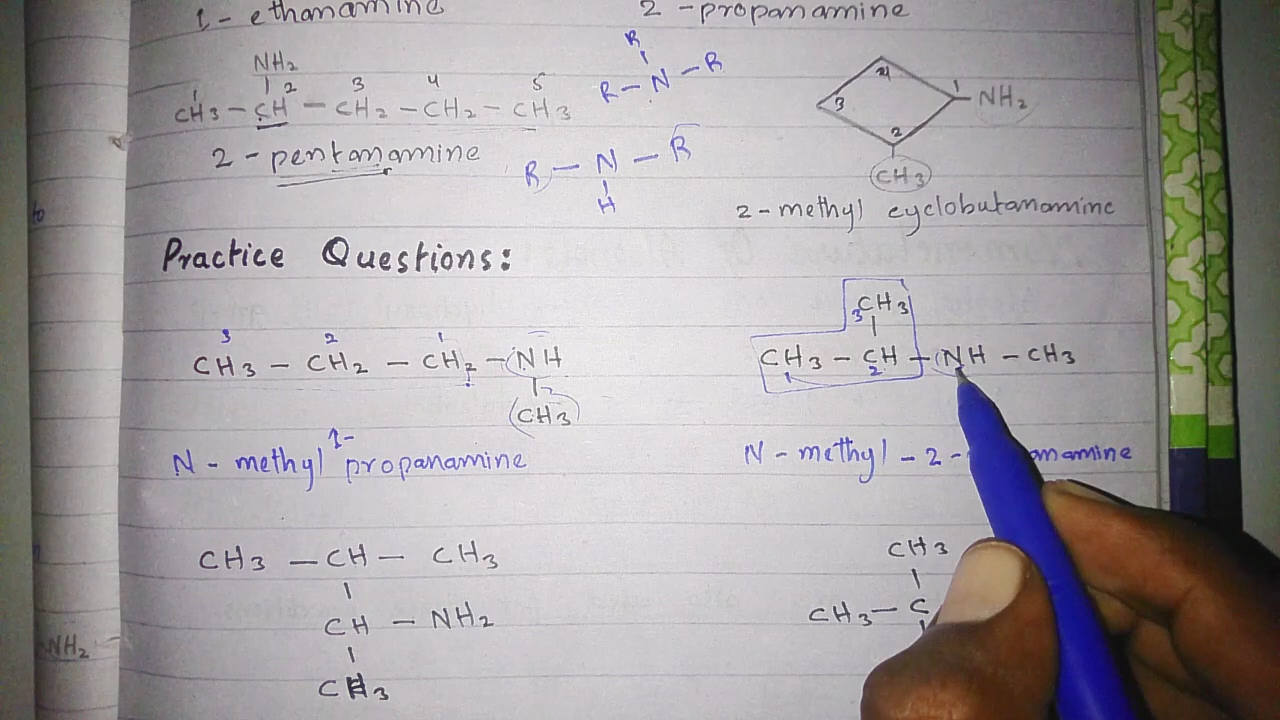 1- ethanamine
2 - propanamine
NH2
1 2 3 4 5
CH3 - CH - CH2 - CH2 - CH3
2 - pentanamine
R
R - N - R
R - N - R
H
4 1
3 NH2
2
CH3
2 - methyl cyclobutanamine
to
Practice Questions:
3 2 1
CH3 - CH2 - CH2 - NH
CH3
N - methyl 1- propanamine
3 CH3
CH3 - CH - NH - CH3
1 2
N - methyl - 2 - anamine
CH3 - CH - CH3
CH - NH2
CH3
CH3
CH3 - C
NH2